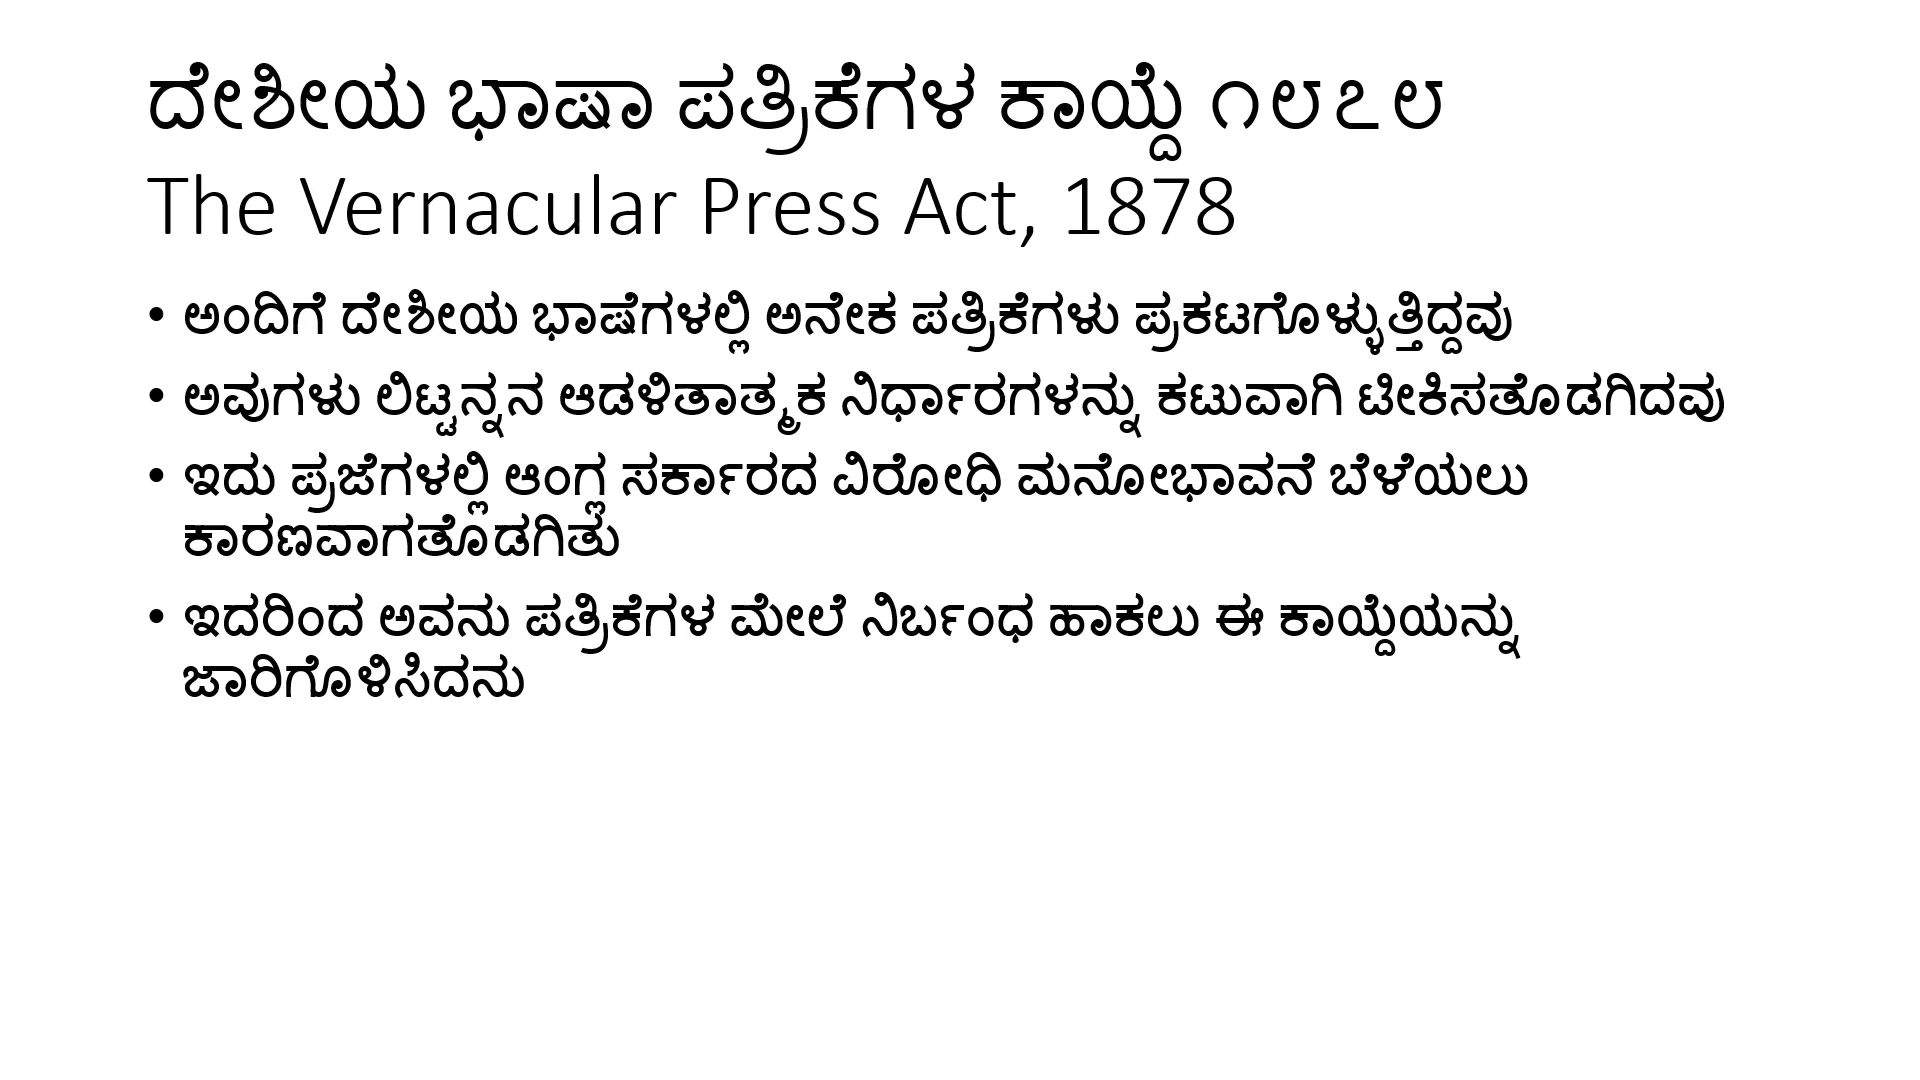 ದೇಶೀಯ ಭಾಷಾ ಪತ್ರಿಕೆಗಳ ಕಾಯ್ದೆ ೧೮೭೮
The Vernacular Press Act, 1878
• ಅಂದಿಗೆ ದೇಶೀಯ ಭಾಷೆಗಳಲ್ಲಿ ಅನೇಕ ಪತ್ರಿಕೆಗಳು ಪ್ರಕಟಗೊಳ್ಳುತ್ತಿದ್ದವು
• ಅವುಗಳು ಲಿಟ್ಟನ್ನನ ಆಡಳಿತಾತ್ಮಕ ನಿರ್ಧಾರಗಳನ್ನು ಕಟುವಾಗಿ ಟೀಕಿಸತೊಡಗಿದವು
• ಇದು ಪ್ರಜೆಗಳಲ್ಲಿ ಆಂಗ್ಲ ಸರ್ಕಾರದ ವಿರೋಧಿ ಮನೋಭಾವನೆ ಬೆಳೆಯಲು
ಕಾರಣವಾಗತೊಡಗಿತು
• ಇದರಿಂದ ಅವನು ಪತ್ರಿಕೆಗಳ ಮೇಲೆ ನಿರ್ಬಂಧ ಹಾಕಲು ಈ ಕಾಯ್ದೆಯನ್ನು
ಜಾರಿಗೊಳಿಸಿದನು